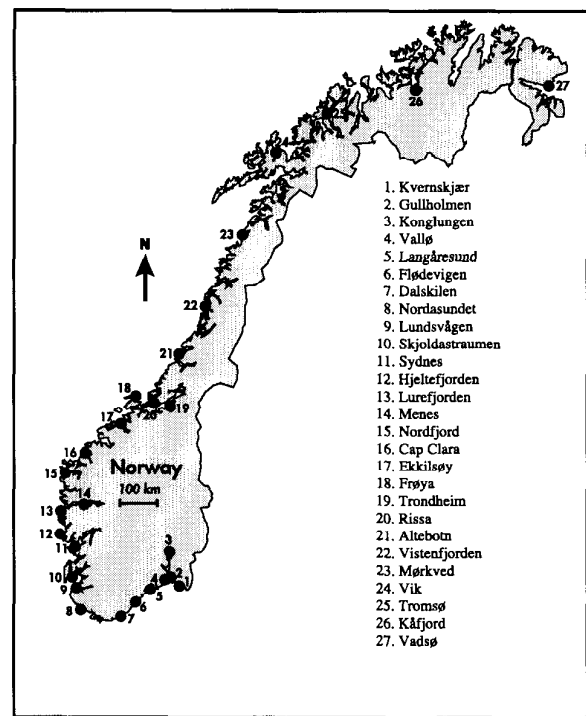 27
26
25
24
23
N
22
21
18
20
19
17
16
15
Norway
100 km
14
13
12
11
3
10
9
4
2
1
5
6
8
7
1. Kvernskjær
2. Gullholmen
3. Konglungen
4. Vallø
5. Langåresund
6. Flødevigen
7. Dalskilen
8. Nordasundet
9. Lundsvågen
10. Skjoldastraumen
11. Sydnes
12. Hjeltefjorden
13. Lurefjorden
14. Menes
15. Nordfjord
16. Cap Clara
17. Ekkilsøy
18. Frøya
19. Trondheim
20. Rissa
21. Altebotn
22. Vistenfjorden
23. Mørkved
24. Vik
25. Tromsø
26. Kåfjord
27. Vadsø